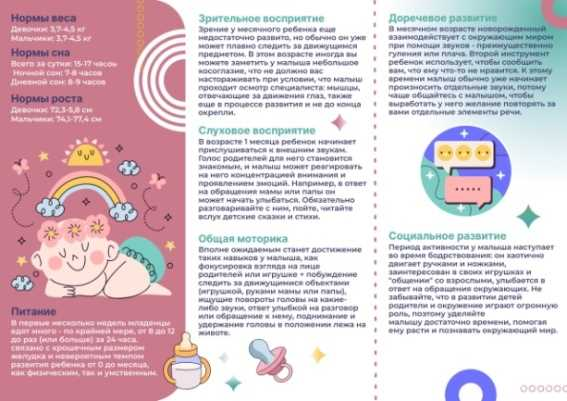 Нормы веса
Девочки: 3,7-4,5 кг
Мальчики: 3,7-4,5 кг
Нормы сна
Всего за сутки: 15-17 часов
Ночной сон: 7-8 часов
Дневной сон: 8-9 часов
Нормы роста
Мальчики: 74,1-77,4 см
Питание
В первые несколько недель младенцы
едят много - по крайней мере, от 8 до 12
до раз (или больше) за 24 часа,
связано с крошечным размером
желудка и невероятным темпом
развития ребенка от 0 до месяца,
как физическим, так и умственным.
Зрительное восприятие
Зрение у месячного ребенка еще
недостаточно развито, но обычно он уже
может плавно следить за движущимся
предметом. В этом возрасте иногда вы
можете заметить у малыша небольшое
косоглазие, что не должно вас
настораживать при условии, что малыш
проходит осмотр специалиста: мышцы,
отвечающие за движения глаз, также
еще в процессе развития и не до конца
окрепли.
Слуховое восприятие
В возрасте 1 месяца ребенок начинает
прислушиваться к внешним звукам.
Голос родителей для него становится
знакомым, и малыш может реагировать
на него концентрацией внимания и
проявлением эмоций. Например, в ответ
на обращения мамы или папы он
может начать улыбаться. Обязательно
разговаривайте с ним, пойте, читайте
вслух детские сказки и стихи.
Общая моторика
Вполне ожидаемым станет достижение
таких навыков у малыша, как
фокусировка взгляда на лице
родителей или игрушке + побуждение
следить за движущимися объектами
(игрушкой, руками мамы или папы),
ищущие повороты головы на какие-
либо звуки, ответ улыбкой на разговор
или обращение к нему, поднимание и
удержание головы в положении лежа на
животе.
Доречевое развитие
В месячном возрасте новорожденный
взаимодействует с окружающим миром
при помощи звуков - преимущественно
гуления или плача. Второй инструмент
ребенок использует, чтобы сообщить
вам, что ему что-то не нравится. К этому
времени малыш обычно уже начинает
произносить отдельные звуки, потому
чаще общайтесь с малышом, чтобы
выработать у него желание повторять за
вами отдельные элементы речи.
Социальное развитие
Период активности у малыша наступает
во время бодрствования: он хаотично
двигает ручками и ножками,
заинтересован в своих игрушках и
"общении" со взрослыми, улыбается в
ответ на обращения окружающих. Не
забывайте, что в развитии детей
родители и окружение играют огромную
роль, поэтому уделяйте
малышу достаточно времени, помогая
ему расти и познавать окружающий мир.